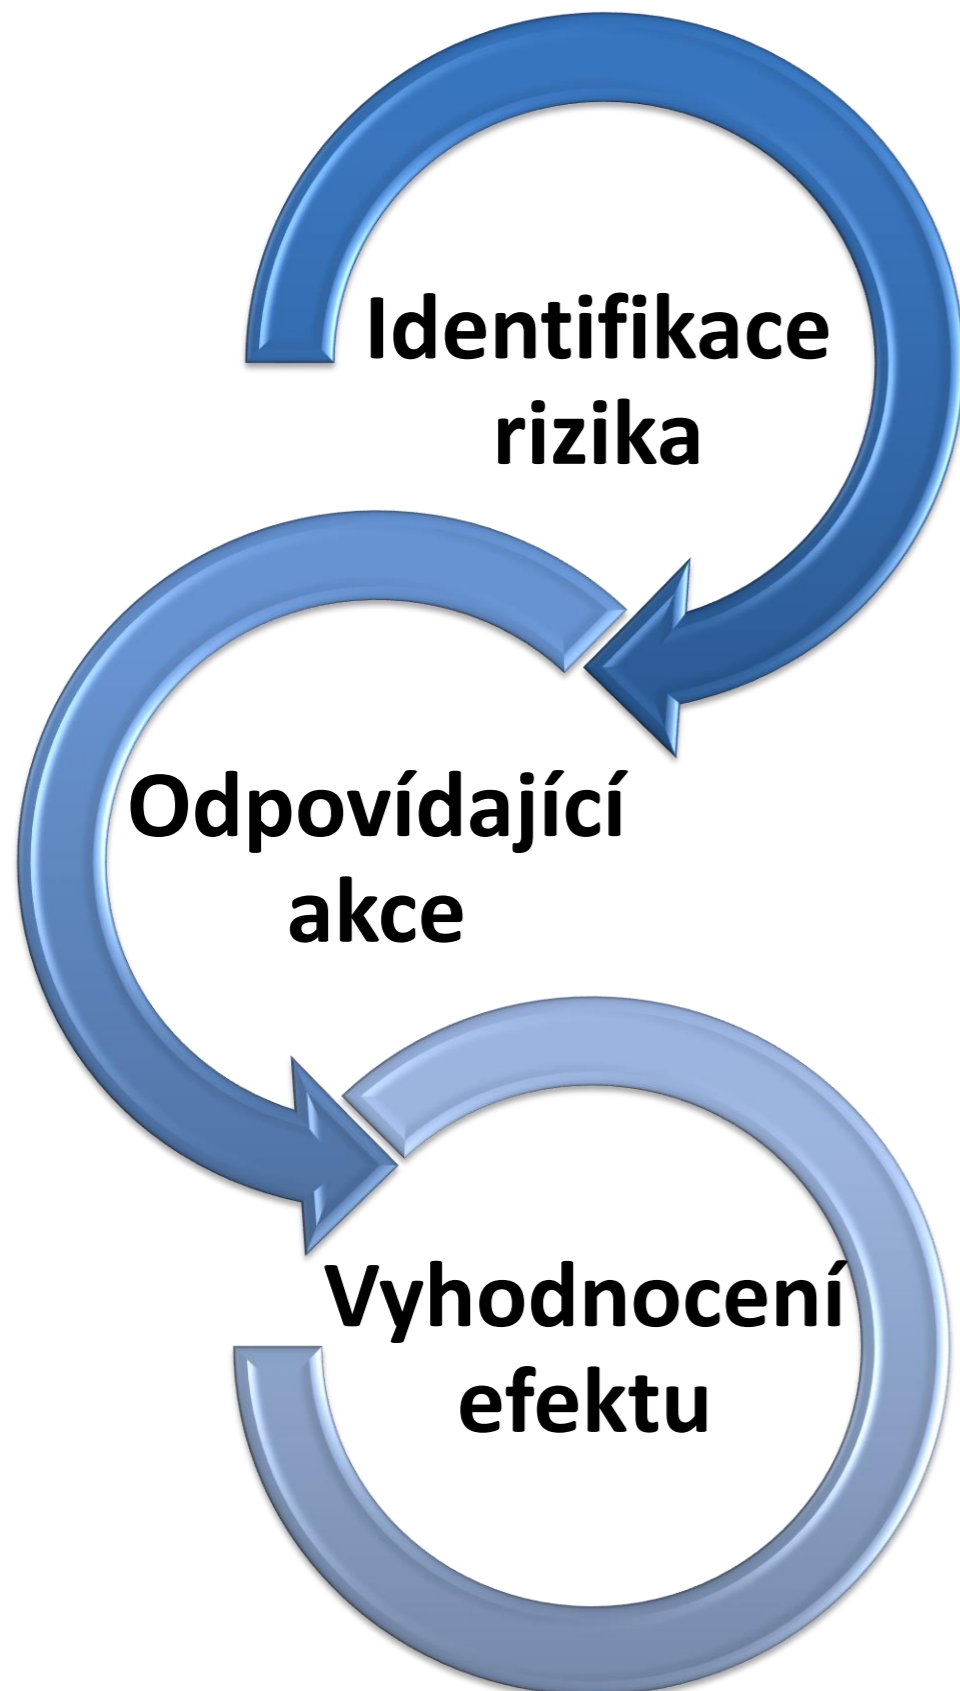 Identifikace
rizika
Odpovídající
akce
Vyhodnocení
efektu